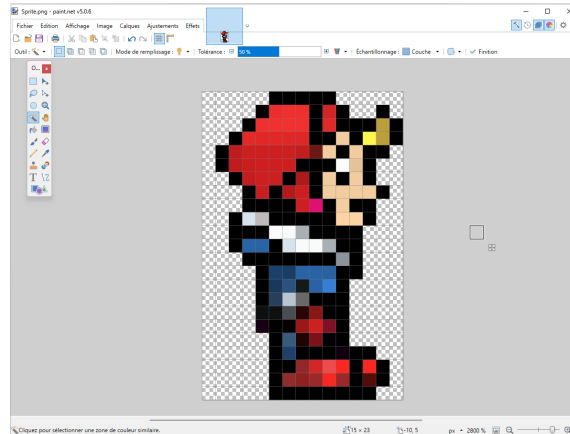 Sprite.png - paint.net v5.0.6
Fichier Edition Affichage Image Calques Ajustements Effets
Outil : Mode de remplissage : Tolérance : 50 % Échantillonnage : Couche Finition
O...
Cliquez pour sélectionner une zone de couleur similaire. 15 × 23 -10, 5 px 2800 %